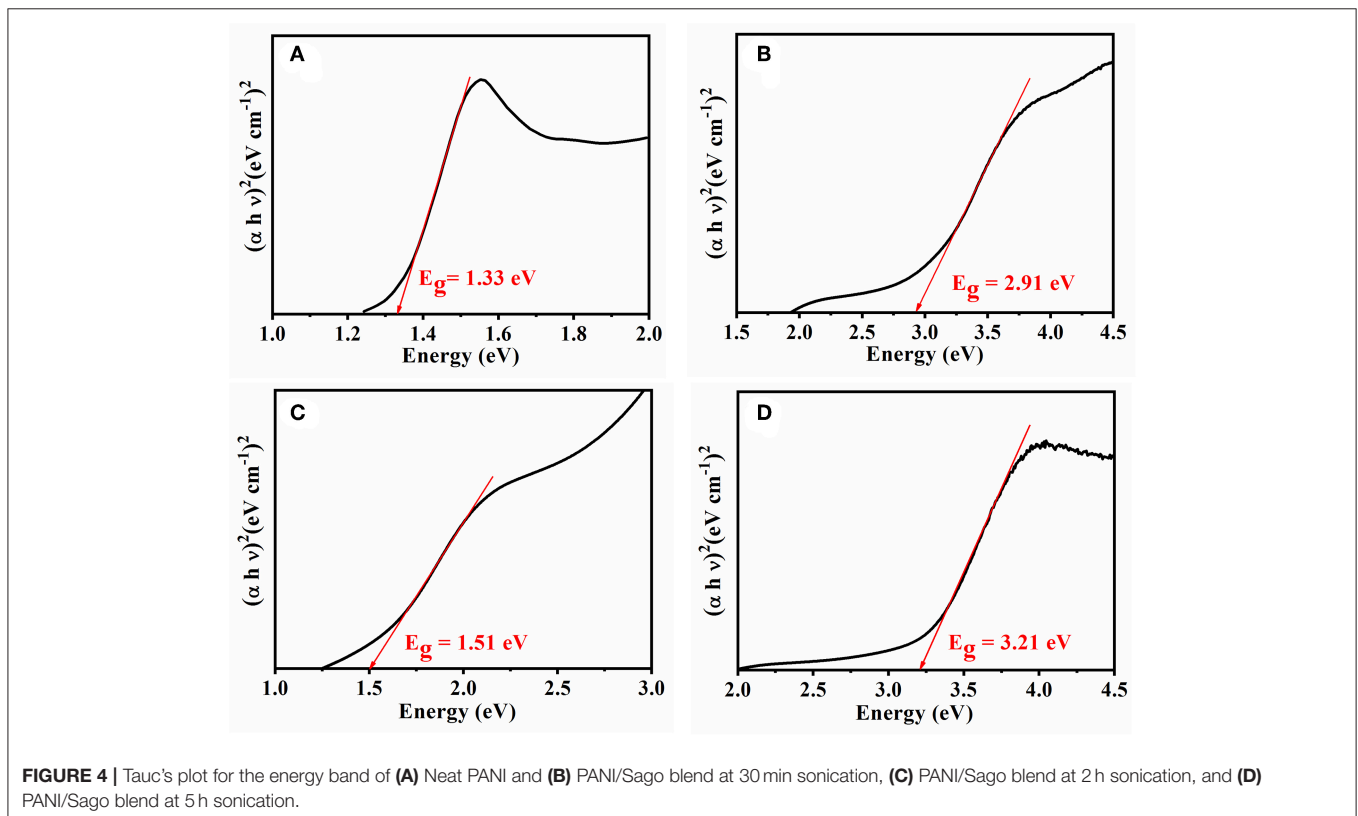 A
(α h ν)²(eV cm⁻¹)²
E_g= 1.33 eV
1.0 1.2 1.4 1.6 1.8 2.0
Energy (eV)
B
(α h ν)²(eV cm⁻¹)²
E_g = 2.91 eV
1.5 2.0 2.5 3.0 3.5 4.0 4.5
Energy (eV)
C
(α h ν)²(eV cm⁻¹)²
E_g = 1.51 eV
1.0 1.5 2.0 2.5 3.0
Energy (eV)
D
(α h ν)²(eV cm⁻¹)²
E_g = 3.21 eV
2.0 2.5 3.0 3.5 4.0 4.5
Energy (eV)
FIGURE 4 | Tauc's plot for the energy band of (A) Neat PANI and (B) PANI/Sago blend at 30 min sonication, (C) PANI/Sago blend at 2 h sonication, and (D)
PANI/Sago blend at 5 h sonication.